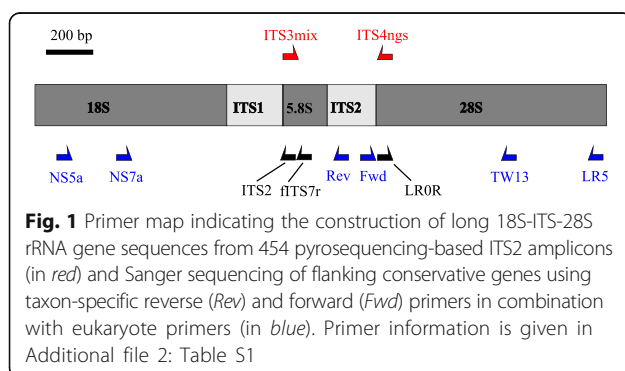 200 bp
ITS3mix
ITS4ngs
18S
ITS1
5.8S
ITS2
28S
NS5a
NS7a
ITS2
fITS7r
Rev
Fwd
LR0R
TW13
LR5
Fig. 1 Primer map indicating the construction of long 18S-ITS-28S
rRNA gene sequences from 454 pyrosequencing-based ITS2 amplicons
(in red) and Sanger sequencing of flanking conservative genes using
taxon-specific reverse (Rev) and forward (Fwd) primers in combination
with eukaryote primers (in blue). Primer information is given in
Additional file 2: Table S1